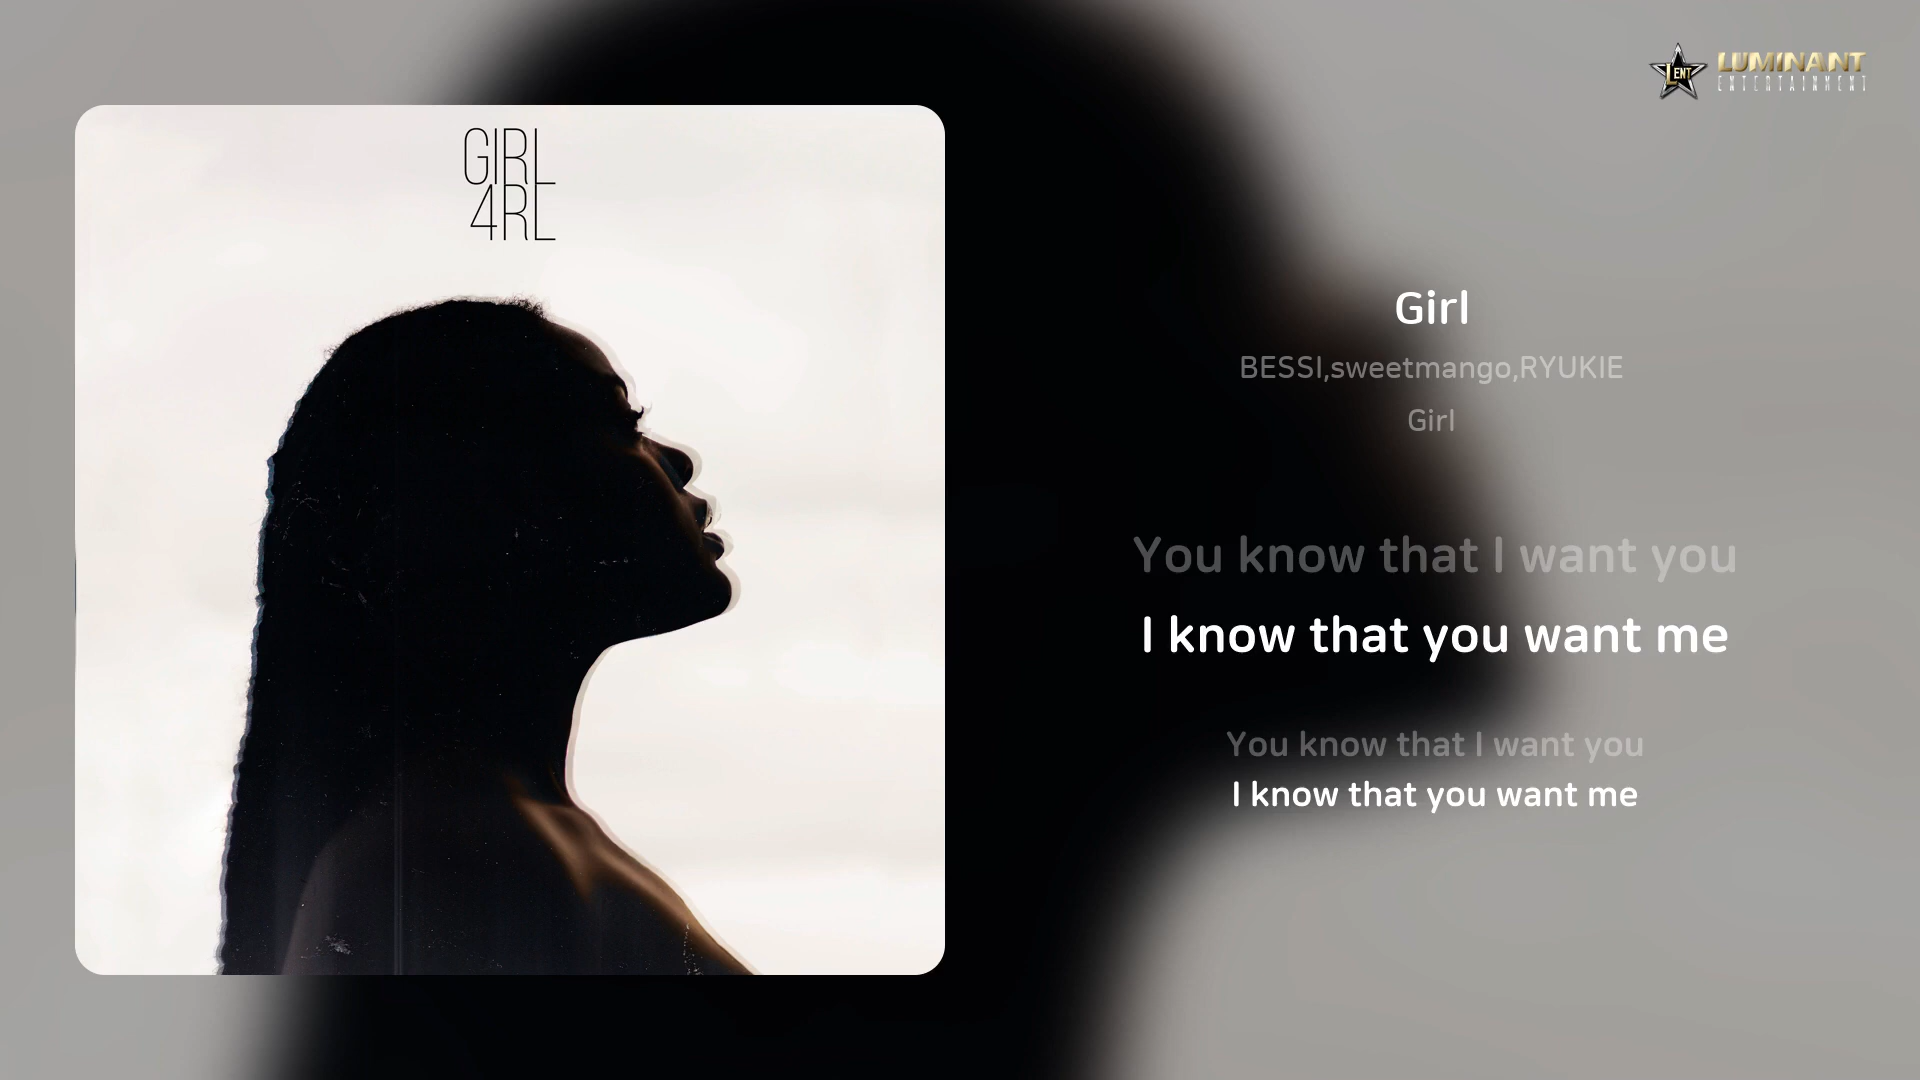 GIRL
4RL
LENT
LUMINANT
ENTERTAINMENT
Girl
BESSI,sweetmango,RYUKIE
Girl
You know that I want you
I know that you want me
You know that I want you
I know that you want me